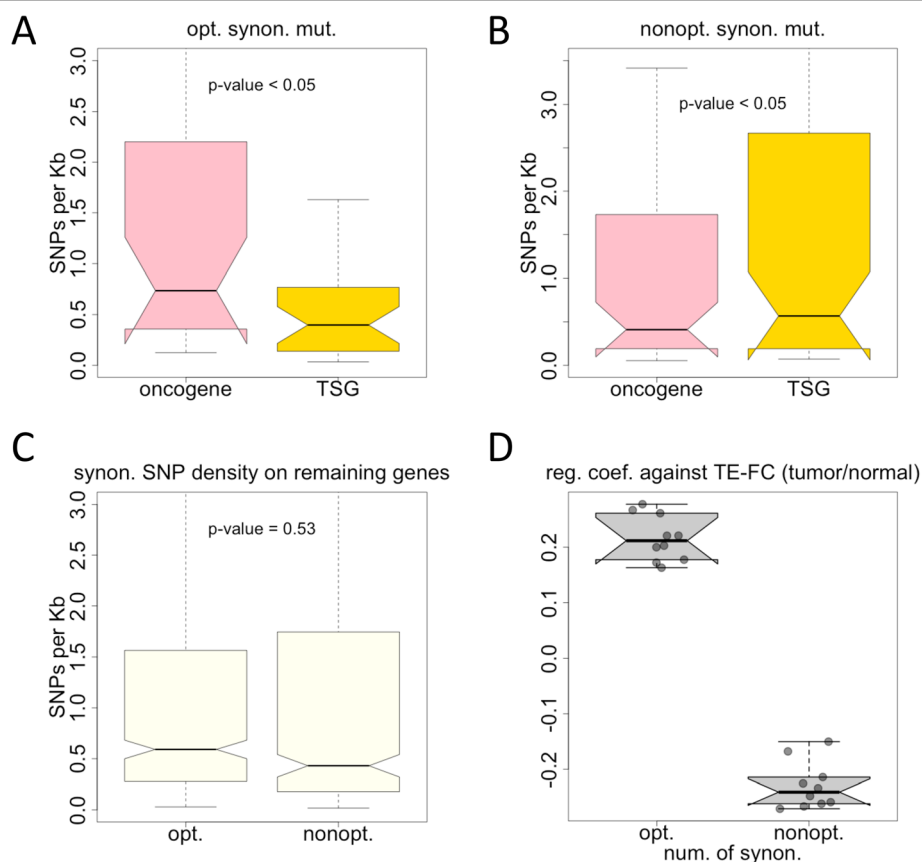 A
opt. synon. mut.
SNPs per Kb
3.0
2.5
2.0
1.5
1.0
0.5
0.0
p-value < 0.05
oncogene TSG
B
nonopt. synon. mut.
SNPs per Kb
3.0
2.0
1.0
0.0
p-value < 0.05
oncogene TSG
C
synon. SNP density on remaining genes
SNPs per Kb
3.0
2.5
2.0
1.5
1.0
0.5
0.0
p-value = 0.53
opt. nonopt.
D
reg. coef. against TE-FC (tumor/normal)
0.2
0.1
0.0
-0.1
-0.2
opt. nonopt.
num. of synon.